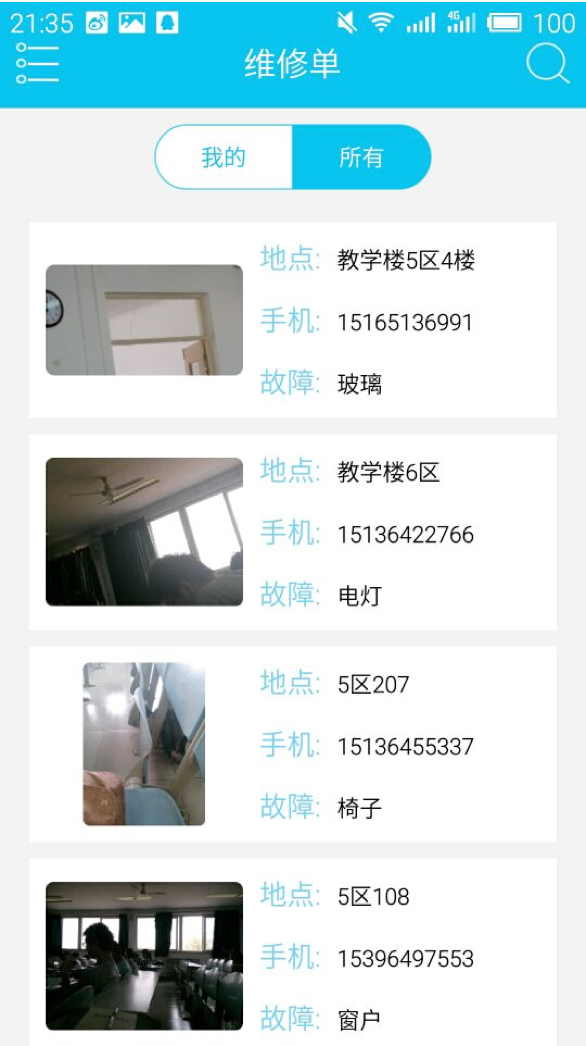 21:35
4G
100
维修单
我的
所有
地点: 教学楼5区4楼
手机: 15165136991
故障: 玻璃
地点: 教学楼6区
手机: 15136422766
故障: 电灯
地点: 5区207
手机: 15136455337
故障: 椅子
地点: 5区108
手机: 15396497553
故障: 窗户